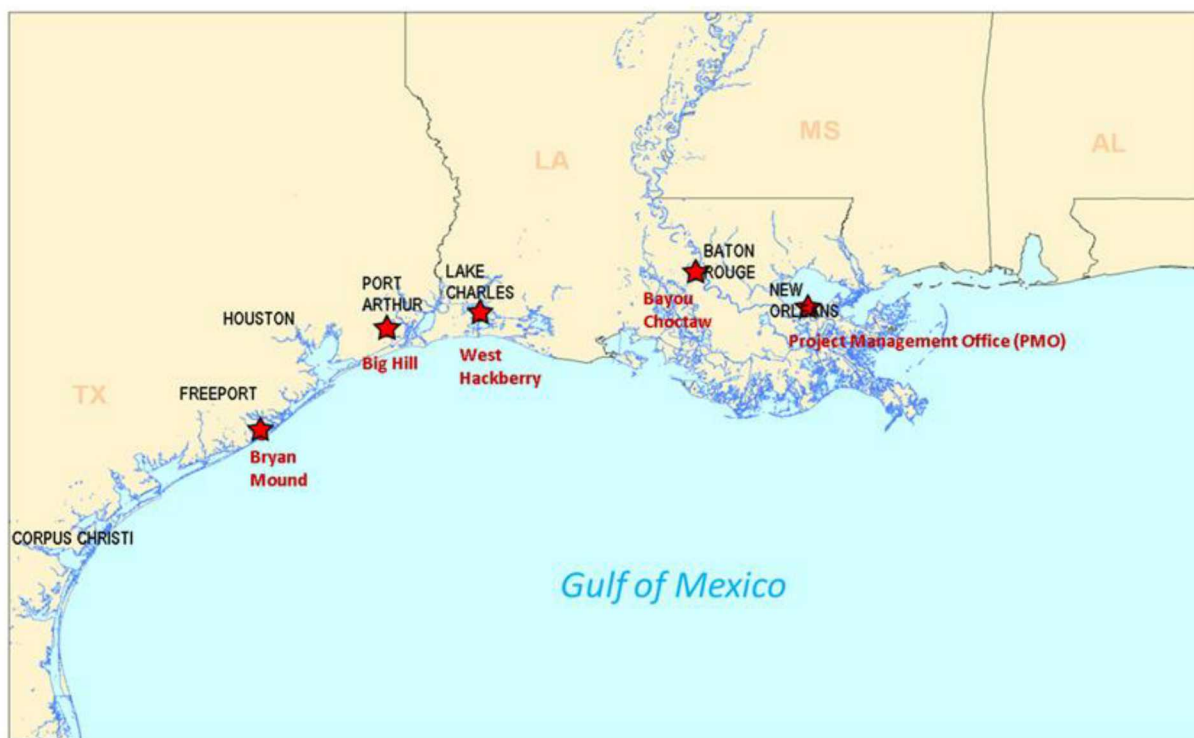 MS
AL
LA
BATON
ROUGE
LAKE
CHARLES
PORT
ARTHUR
NEW
ORLEANS
Bayou
Choctaw
HOUSTON
Project Management Office (PMO)
Big Hill
West
Hackberry
TX
FREEPORT
Bryan
Mound
CORPUS CHRISTI
Gulf of Mexico